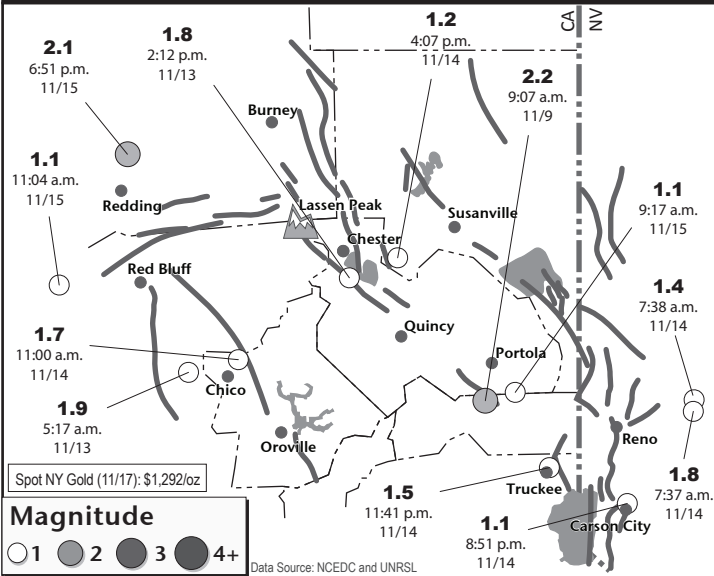 2.1
6:51 p.m.
11/15
1.8
2:12 p.m.
11/13
1.2
4:07 p.m.
11/14
CA
NV
2.2
9:07 a.m.
11/9
Burney
1.1
11:04 a.m.
11/15
Redding
Lassen Peak
Susanville
1.1
9:17 a.m.
11/15
Chester
Red Bluff
1.4
7:38 a.m.
11/14
Quincy
1.7
11:00 a.m.
11/14
Portola
Chico
1.9
5:17 a.m.
11/13
Oroville
Reno
Spot NY Gold (11/17): $1,292/oz
1.5
11:41 p.m.
11/14
Truckee
1.8
7:37 a.m.
11/14
1.1
8:51 p.m.
11/14
Carson City
Magnitude
1 2 3 4+
Data Source: NCEDC and UNRSL